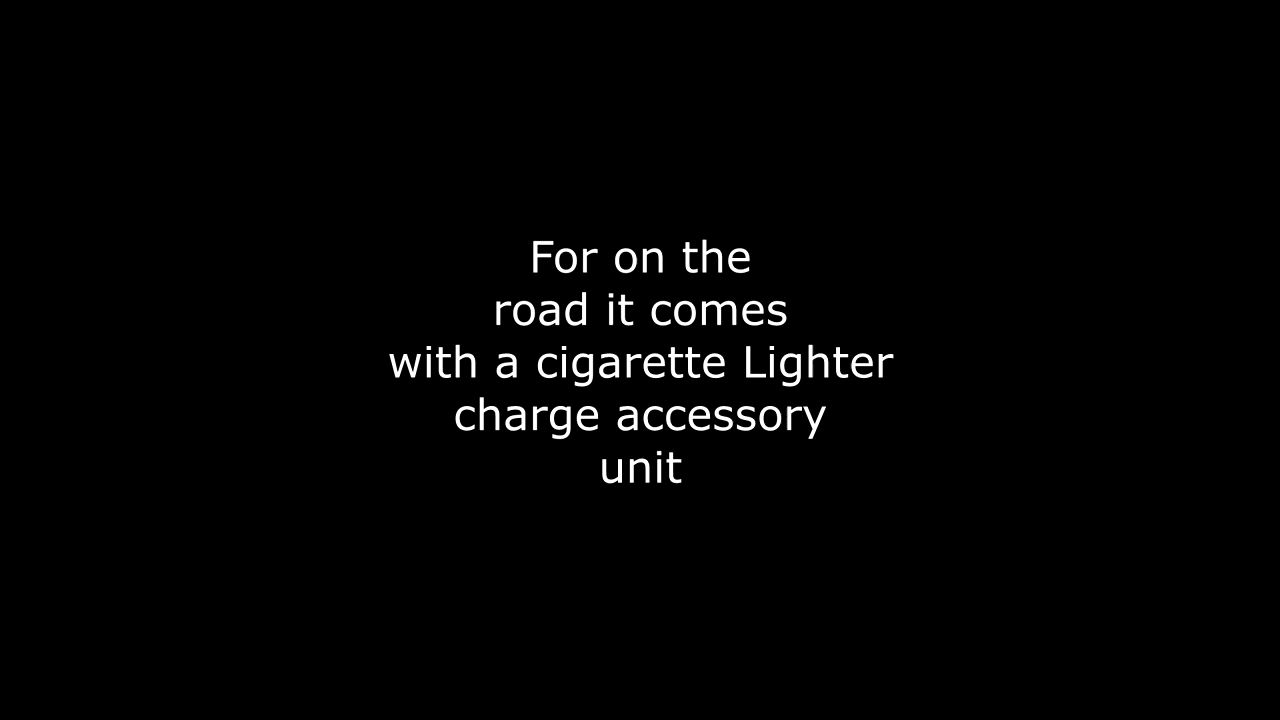 For on the
road it comes
with a cigarette Lighter
charge accessory
unit